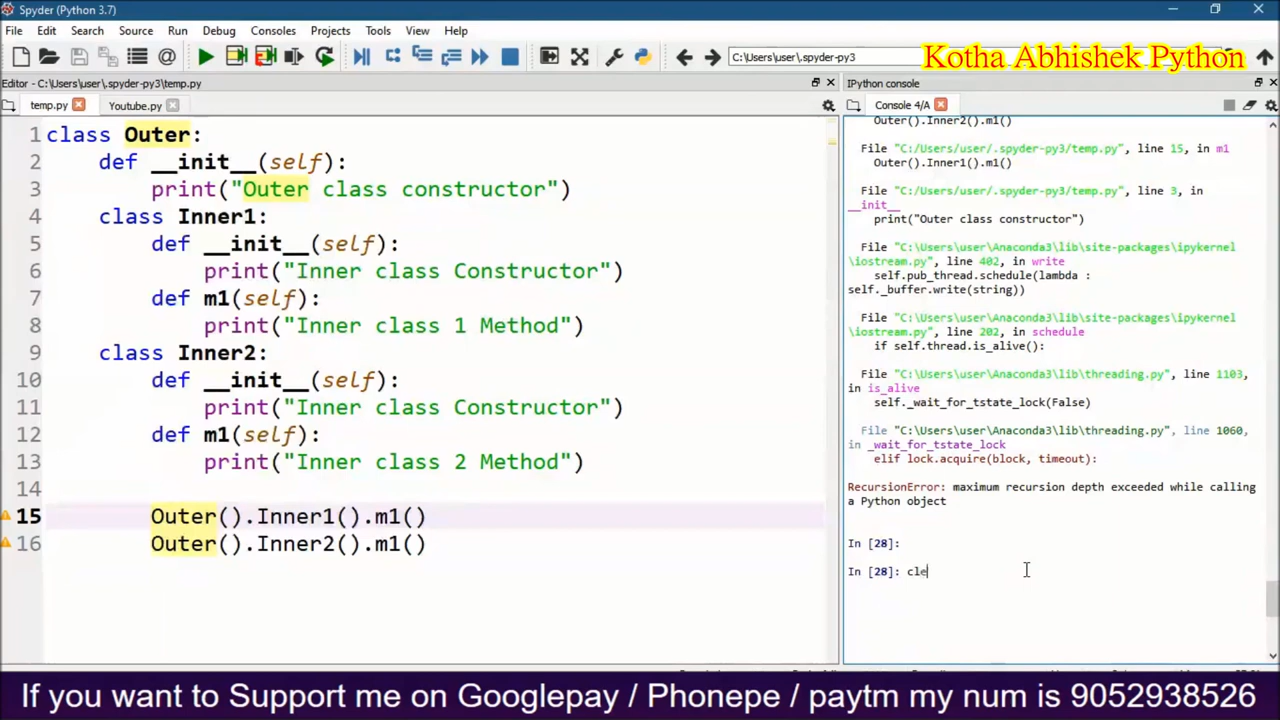 Spyder (Python 3.7)
File Edit Search Source Run Debug Consoles Projects Tools View Help
C:\Users\user\.spyder-py3
Kotha Abhishek Python
Editor - C:\Users\user\.spyder-py3\temp.py
IPython console
temp.py Youtube.py
Console 4/A
1 class Outer:
2 def __init__(self):
3 print("Outer class constructor")
4 class Inner1:
5 def __init__(self):
6 print("Inner class Constructor")
7 def m1(self):
8 print("Inner class 1 Method")
9 class Inner2:
10 def __init__(self):
11 print("Inner class Constructor")
12 def m1(self):
13 print("Inner class 2 Method")
14
15 Outer().Inner1().m1()
16 Outer().Inner2().m1()
Outer().Inner2().m1()
File "C:/Users/user/.spyder-py3/temp.py", line 15, in m1
Outer().Inner1().m1()
File "C:/Users/user/.spyder-py3/temp.py", line 3, in
__init__
print("Outer class constructor")
File "C:\Users\user\Anaconda3\lib\site-packages\ipykernel
\iostream.py", line 402, in write
self.pub_thread.schedule(lambda :
self._buffer.write(string))
File "C:\Users\user\Anaconda3\lib\site-packages\ipykernel
\iostream.py", line 202, in schedule
if self.thread.is_alive():
File "C:\Users\user\Anaconda3\lib\threading.py", line 1103,
in is_alive
self._wait_for_tstate_lock(False)
File "C:\Users\user\Anaconda3\lib\threading.py", line 1060,
in _wait_for_tstate_lock
elif lock.acquire(block, timeout):
RecursionError: maximum recursion depth exceeded while calling
a Python object
In [28]:
In [28]: cle
If you want to Support me on Googlepay / Phonepe / paytm my num is 9052938526